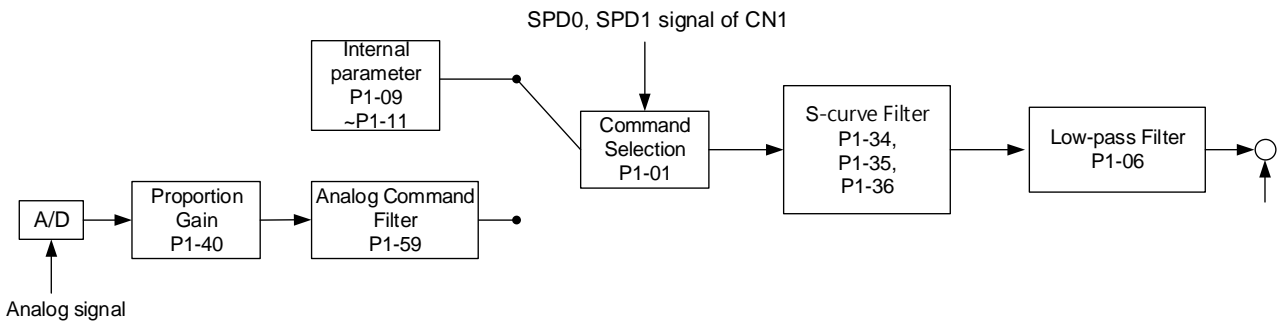 SPD0, SPD1 signal of CN1
Internal
parameter
P1-09
~P1-11
Command
Selection
P1-01
S-curve Filter
P1-34,
P1-35,
P1-36
Low-pass Filter
P1-06
A/D
Proportion
Gain
P1-40
Analog Command
Filter
P1-59
Analog signal